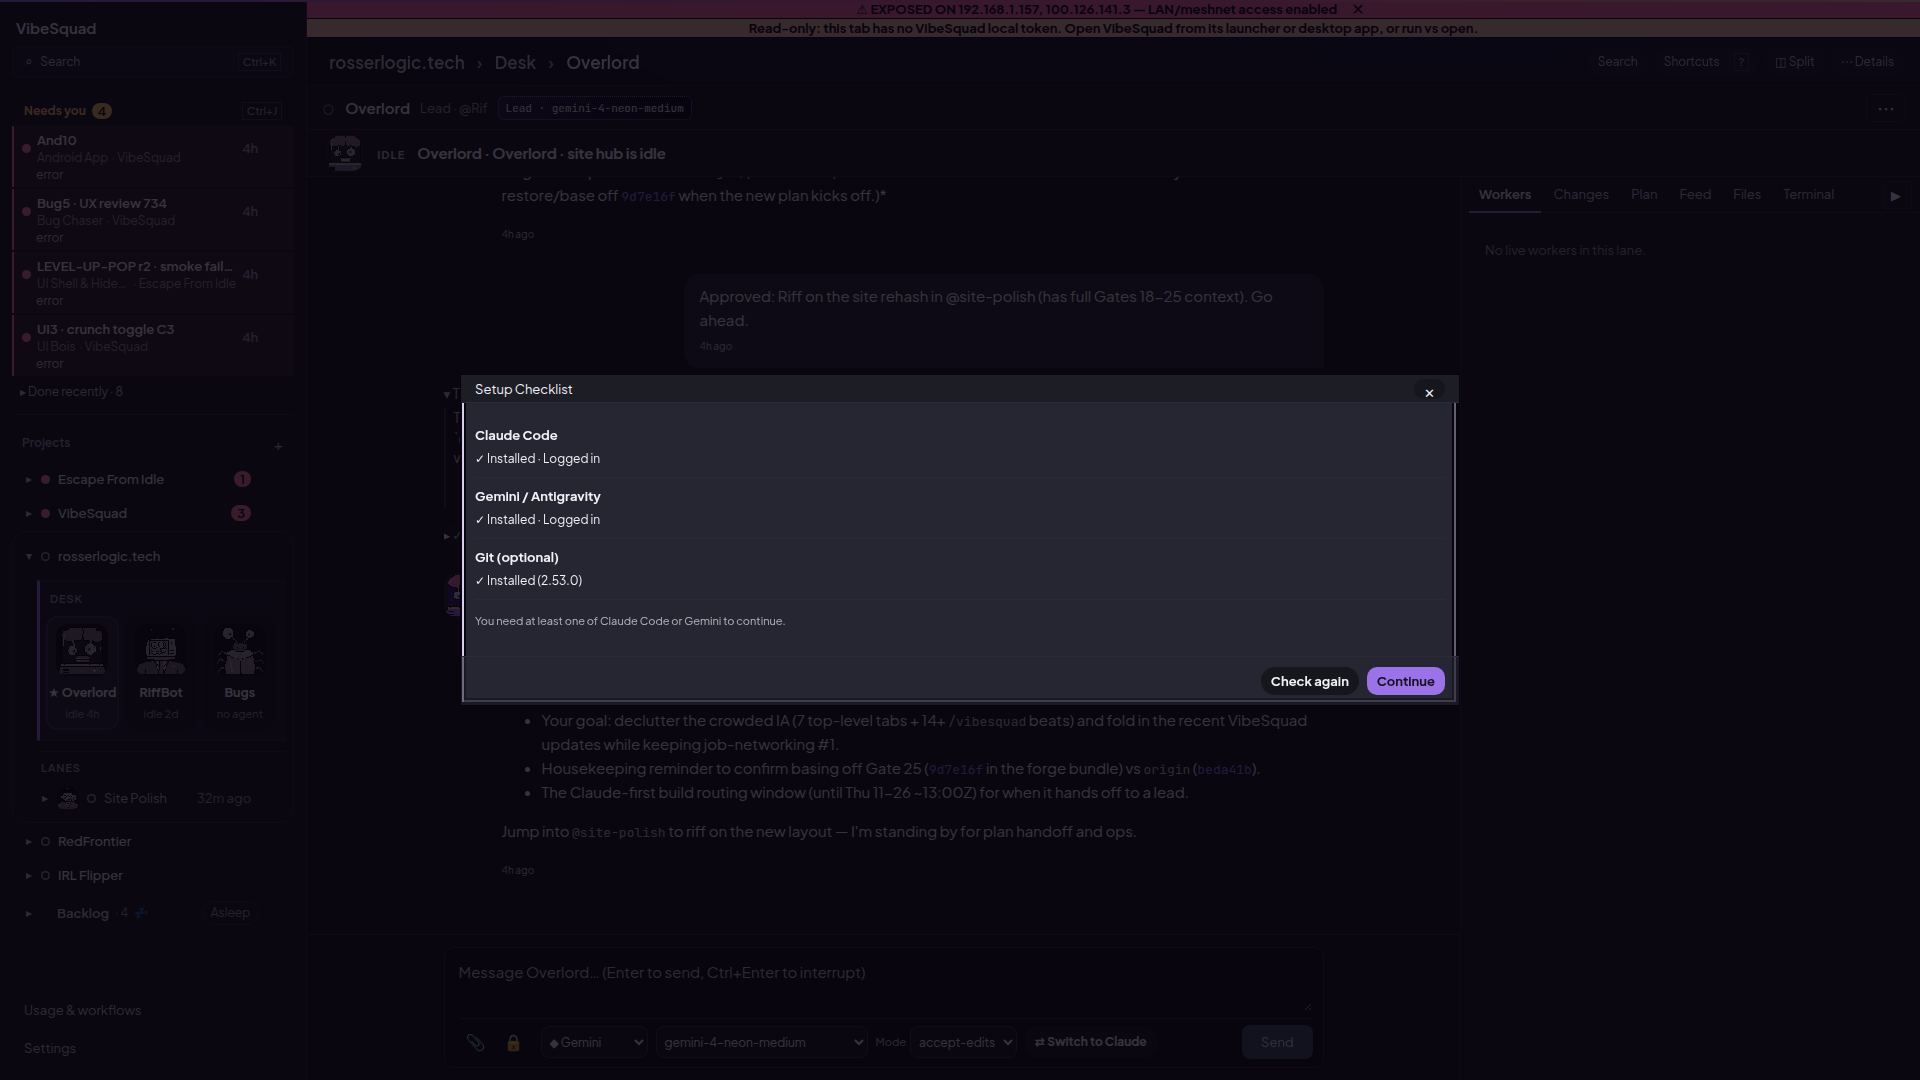 ⚠ EXPOSED ON 192.168.1.157, 100.126.141.3 — LAN/meshnet access enabled ✕
Read-only: this tab has no VibeSquad local token. Open VibeSquad from its launcher or desktop app, or run vs open.
VibeSquad
Search Ctrl+K
Needs you 4 Ctrl+J
And10
Android App · VibeSquad
error
4h
Bug5 · UX review 734
Bug Chaser · VibeSquad
error
4h
LEVEL-UP-POP r2 · smoke fail...
UI Shell & Hide... · Escape From Idle
error
4h
UI3 · crunch toggle C3
UI Bois · VibeSquad
error
4h
▸ Done recently · 8
Projects +
▸ Escape From Idle 1
▸ VibeSquad 3
▾ rosserlogic.tech
DESK
★ Overlord
idle 4h
RiffBot
idle 2d
Bugs
no agent
LANES
▸ Site Polish 32m ago
▸ RedFrontier
▸ IRL Flipper
▸ Backlog · 4 💤 Asleep
Usage & workflows
Settings
rosserlogic.tech › Desk › Overlord
Search Shortcuts ? Split ⋯ Details
Overlord Lead · @Rif Lead · gemini-4-neon-medium
⋯
IDLE Overlord · Overlord · site hub is idle
restore/base off 9d7e16f when the new plan kicks off.)*
4h ago
Approved: Riff on the site rehash in @site-polish (has full Gates 18–25 context). Go
ahead.
4h ago
Setup Checklist ×
Claude Code
✓ Installed · Logged in
Gemini / Antigravity
✓ Installed · Logged in
Git (optional)
✓ Installed (2.53.0)
You need at least one of Claude Code or Gemini to continue.
Check again Continue
• Your goal: declutter the crowded IA (7 top-level tabs + 14+ /vibesquad beats) and fold in the recent VibeSquad
updates while keeping job-networking #1.
• Housekeeping reminder to confirm basing off Gate 25 (9d7e16f in the forge bundle) vs origin (beda41b).
• The Claude-first build routing window (until Thu 11-26 ~13:00Z) for when it hands off to a lead.
Jump into @site-polish to riff on the new layout — I'm standing by for plan handoff and ops.
4h ago
Message Overlord... (Enter to send, Ctrl+Enter to interrupt)
◆ Gemini gemini-4-neon-medium Mode accept-edits ⇄ Switch to Claude Send
Workers Changes Plan Feed Files Terminal ▶
No live workers in this lane.